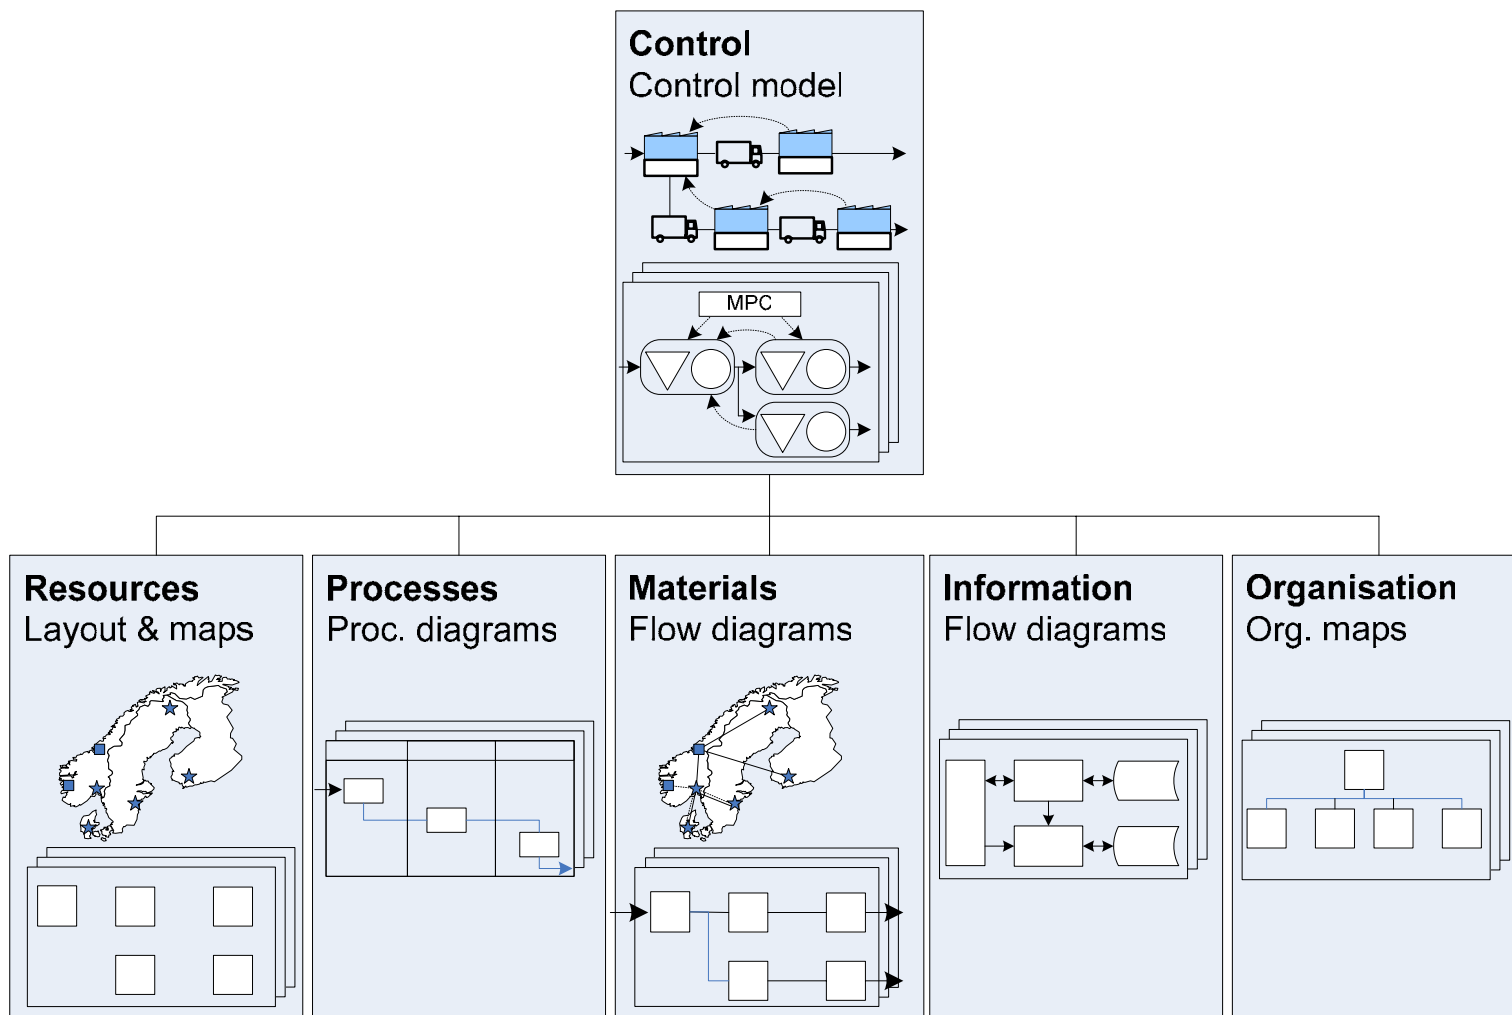 Control
Control model
MPC
Resources
Layout & maps
Processes
Proc. diagrams
Materials
Flow diagrams
Information
Flow diagrams
Organisation
Org. maps